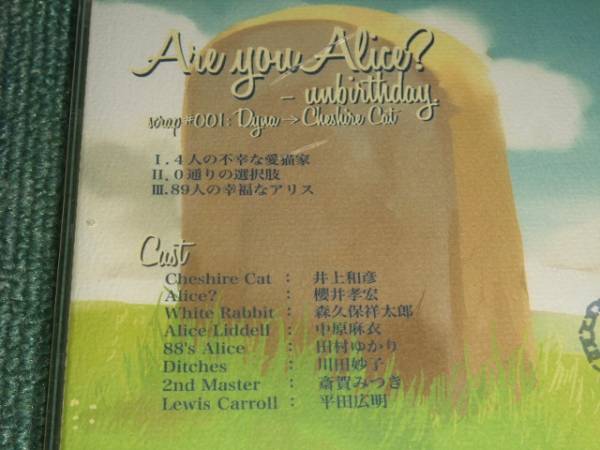 Are you Alice?
- unbirthday
scrap #001: Dyna → Cheshire Cat
I. 4人の不幸な愛猫家
II. 0通りの選択肢
III. 89人の幸福なアリス
Cast
Cheshire Cat : 井上和彦
Alice? : 櫻井孝宏
White Rabbit : 森久保祥太郎
Alice Liddell : 中原麻衣
88's Alice : 田村ゆかり
Ditches : 川田妙子
2nd Master : 斎賀みつき
Lewis Carroll : 平田広明